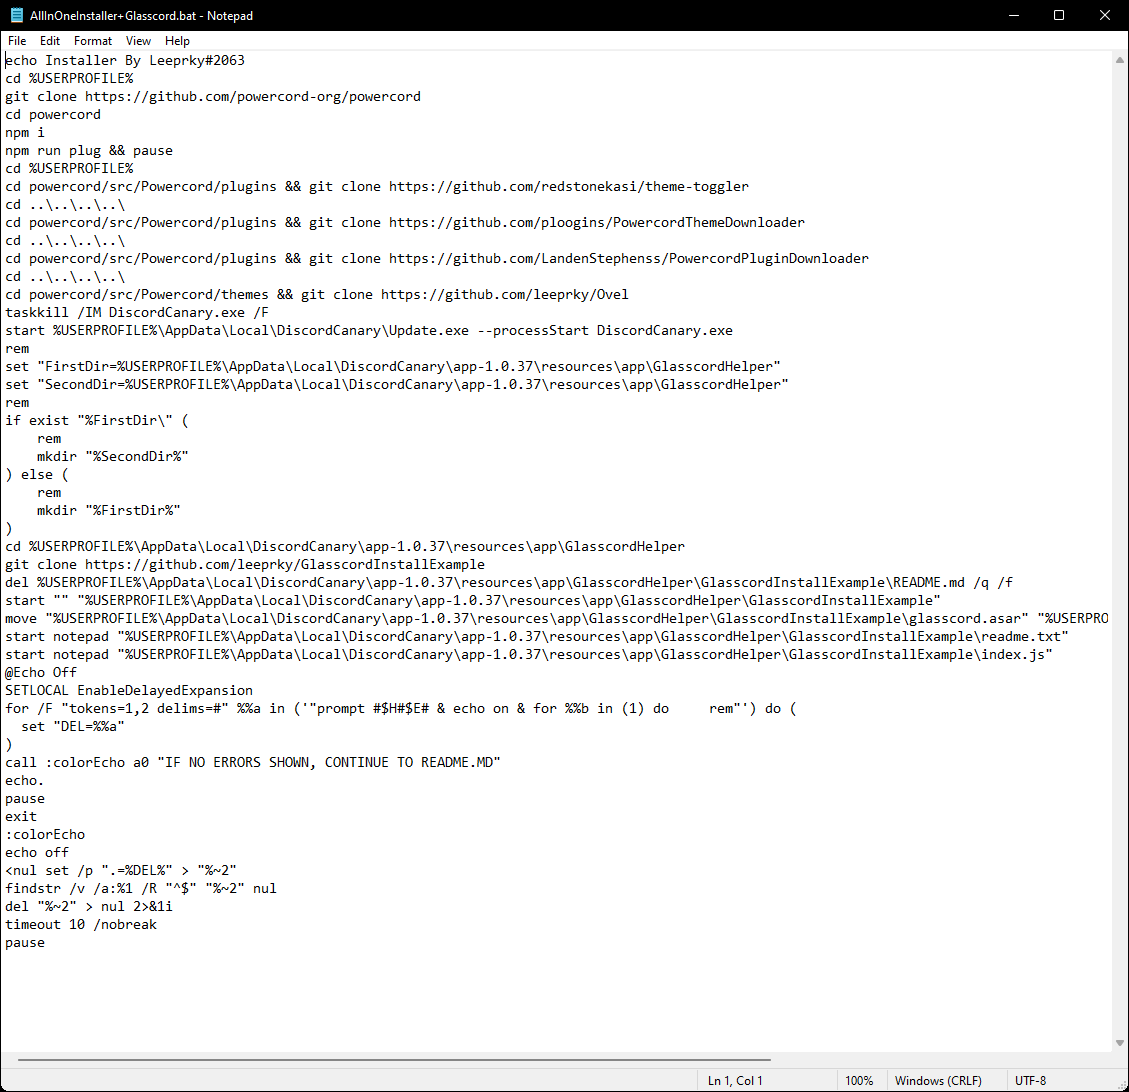 AllInOneInstaller+Glasscord.bat - Notepad
File Edit Format View Help
echo Installer By Leeprky#2063
cd %USERPROFILE%
git clone https://github.com/powercord-org/powercord
cd powercord
npm i
npm run plug && pause
cd %USERPROFILE%
cd powercord/src/Powercord/plugins && git clone https://github.com/redstonekasi/theme-toggler
cd ..\..\..\..\
cd powercord/src/Powercord/plugins && git clone https://github.com/ploogins/PowercordThemeDownloader
cd ..\..\..\..\
cd powercord/src/Powercord/plugins && git clone https://github.com/LandenStephenss/PowercordPluginDownloader
cd ..\..\..\..\
cd powercord/src/Powercord/themes && git clone https://github.com/leeprky/Ovel
taskkill /IM DiscordCanary.exe /F
start %USERPROFILE%\AppData\Local\DiscordCanary\Update.exe --processStart DiscordCanary.exe
rem
set "FirstDir=%USERPROFILE%\AppData\Local\DiscordCanary\app-1.0.37\resources\app\GlasscordHelper"
set "SecondDir=%USERPROFILE%\AppData\Local\DiscordCanary\app-1.0.37\resources\app\GlasscordHelper"
rem
if exist "%FirstDir\" (
    rem
    mkdir "%SecondDir%"
) else (
    rem
    mkdir "%FirstDir%"
)
cd %USERPROFILE%\AppData\Local\DiscordCanary\app-1.0.37\resources\app\GlasscordHelper
git clone https://github.com/leeprky/GlasscordInstallExample
del %USERPROFILE%\AppData\Local\DiscordCanary\app-1.0.37\resources\app\GlasscordHelper\GlasscordInstallExample\README.md /q /f
start "" "%USERPROFILE%\AppData\Local\DiscordCanary\app-1.0.37\resources\app\GlasscordHelper\GlasscordInstallExample"
move "%USERPROFILE%\AppData\Local\DiscordCanary\app-1.0.37\resources\app\GlasscordHelper\GlasscordInstallExample\glasscord.asar" "%USERPRO
start notepad "%USERPROFILE%\AppData\Local\DiscordCanary\app-1.0.37\resources\app\GlasscordHelper\GlasscordInstallExample\readme.txt"
start notepad "%USERPROFILE%\AppData\Local\DiscordCanary\app-1.0.37\resources\app\GlasscordHelper\GlasscordInstallExample\index.js"
@Echo Off
SETLOCAL EnableDelayedExpansion
for /F "tokens=1,2 delims=#" %%a in ('"prompt #$H#$E# & echo on & for %%b in (1) do     rem"') do (
  set "DEL=%%a"
)
call :colorEcho a0 "IF NO ERRORS SHOWN, CONTINUE TO README.MD"
echo.
pause
exit
:colorEcho
echo off
<nul set /p ".=%DEL%" > "%~2"
findstr /v /a:%1 /R "^$" "%~2" nul
del "%~2" > nul 2>&1i
timeout 10 /nobreak
pause
Ln 1, Col 1 100% Windows (CRLF) UTF-8